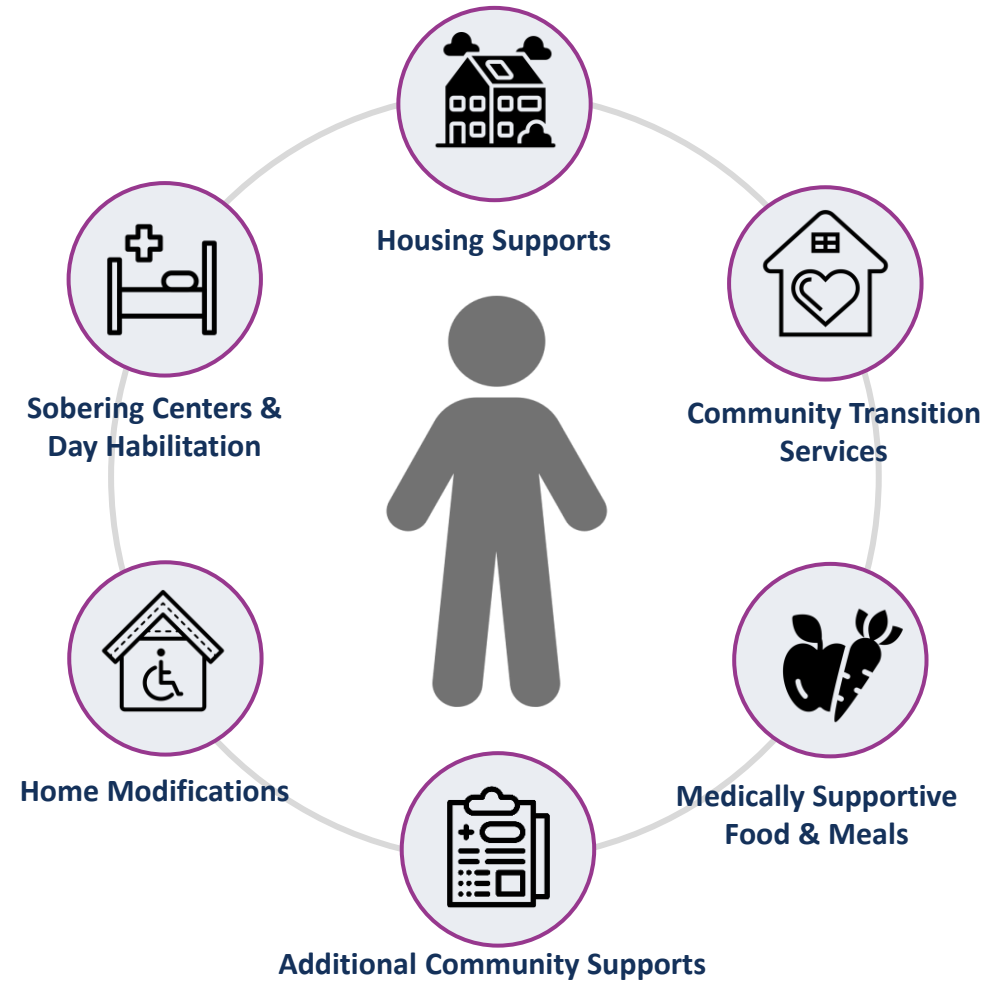 Housing Supports
Sobering Centers &
Day Habilitation
Community Transition
Services
Home Modifications
Medically Supportive
Food & Meals
Additional Community Supports